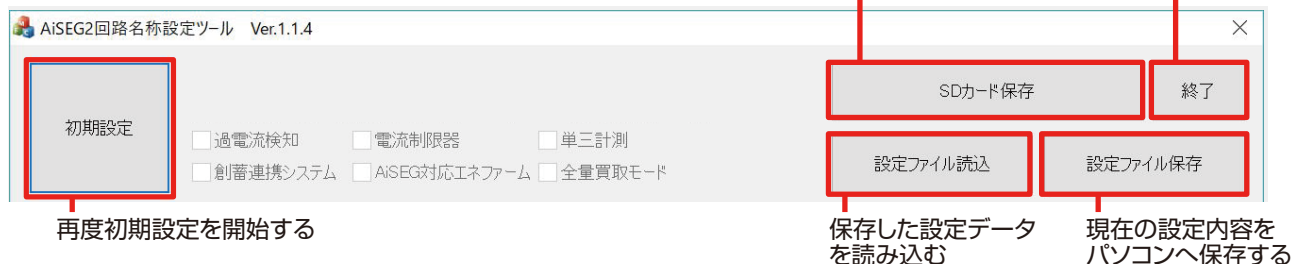 AiSEG2回路名称設定ツール Ver.1.1.4
初期設定
SDカード保存
終了
過電流検知
電流制限器
単三計測
創蓄連携システム
AiSEG対応エネファーム
全量買取モード
設定ファイル読込
設定ファイル保存
再度初期設定を開始する
保存した設定データ
を読み込む
現在の設定内容を
パソコンへ保存する